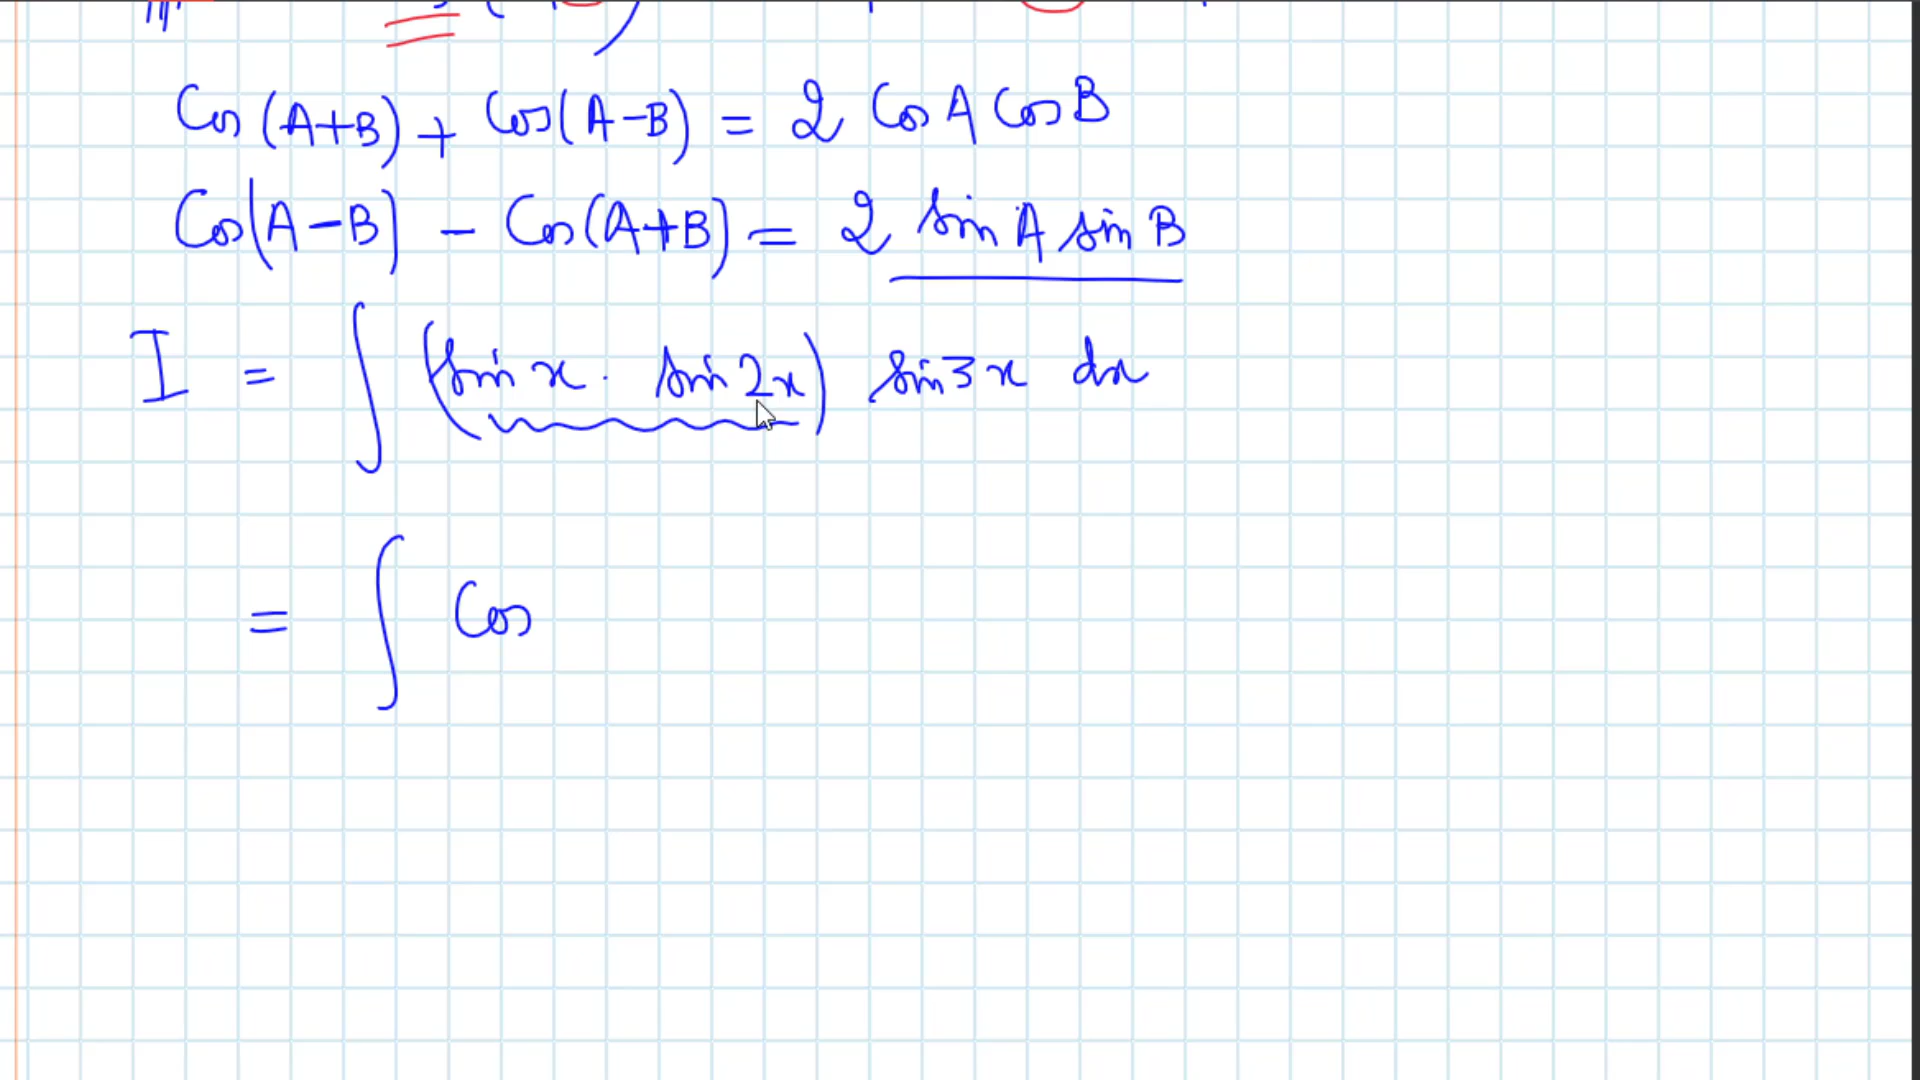 Cos (A+B) + Cos(A-B) = 2 Cos A Cos B
Cos(A-B) - Cos(A+B) = 2 sin A sin B
I = ∫ (sin x · sin 2x) sin 3x dx
= ∫ Cos